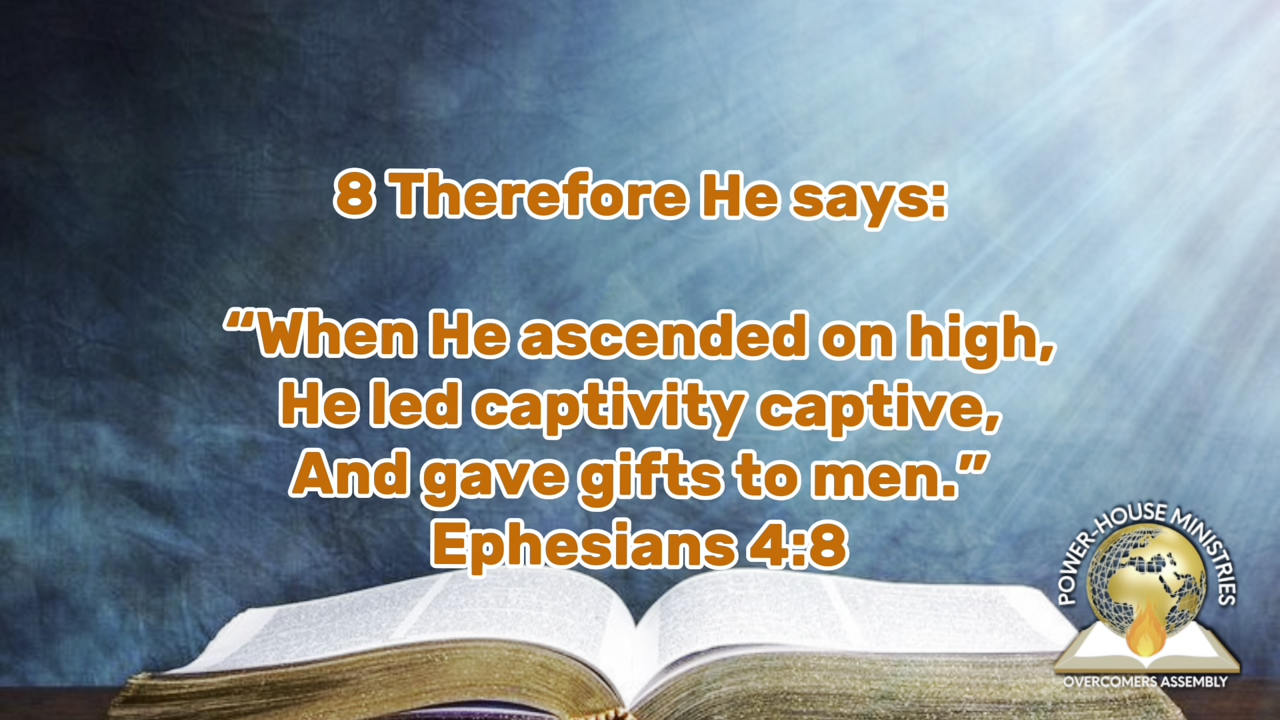 8 Therefore He says:
“When He ascended on high,
He led captivity captive,
And gave gifts to men.”
Ephesians 4:8
POWER-HOUSE MINISTRIES
OVERCOMERS ASSEMBLY